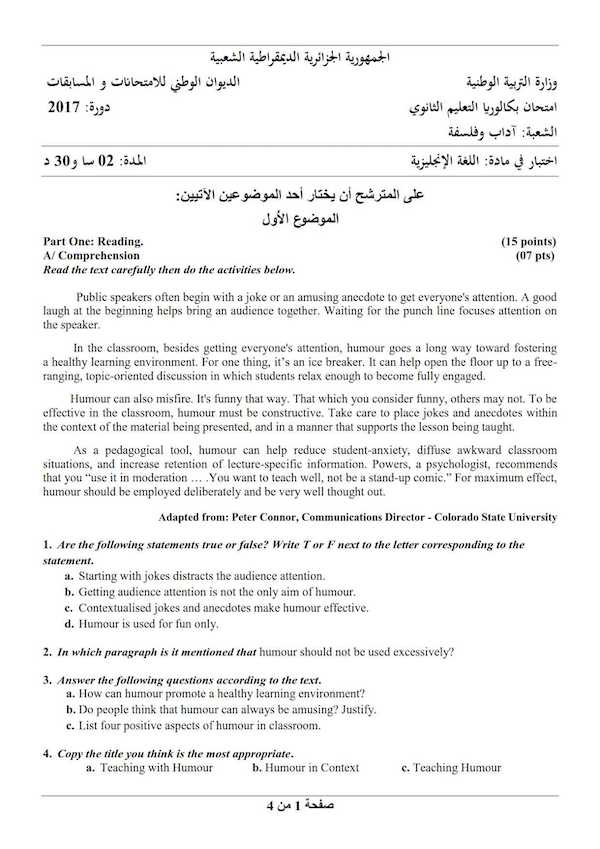 الجمهورية الجزائرية الديمقراطية الشعبية
وزارة التربية الوطنية الديوان الوطني للامتحانات و المسابقات
امتحان بكالوريا التعليم الثانوي دورة: 2017
الشعبة: آداب وفلسفة
اختبار في مادة: اللغة الإنجليزية المدة: 02 سا و30 د
على المترشح أن يختار أحد الموضوعين الآتيين:
الموضوع الأول
Part One: Reading. (15 points)
A/ Comprehension (07 pts)
Read the text carefully then do the activities below.
Public speakers often begin with a joke or an amusing anecdote to get everyone's attention. A good
laugh at the beginning helps bring an audience together. Waiting for the punch line focuses attention on
the speaker.
In the classroom, besides getting everyone's attention, humour goes a long way toward fostering
a healthy learning environment. For one thing, it's an ice breaker. It can help open the floor up to a free-
ranging, topic-oriented discussion in which students relax enough to become fully engaged.
Humour can also misfire. It's funny that way. That which you consider funny, others may not. To be
effective in the classroom, humour must be constructive. Take care to place jokes and anecdotes within
the context of the material being presented, and in a manner that supports the lesson being taught.
As a pedagogical tool, humour can help reduce student-anxiety, diffuse awkward classroom
situations, and increase retention of lecture-specific information. Powers, a psychologist, recommends
that you “use it in moderation … .You want to teach well, not be a stand-up comic.” For maximum effect,
humour should be employed deliberately and be very well thought out.
Adapted from: Peter Connor, Communications Director - Colorado State University
1. Are the following statements true or false? Write T or F next to the letter corresponding to the
statement.
a. Starting with jokes distracts the audience attention.
b. Getting audience attention is not the only aim of humour.
c. Contextualised jokes and anecdotes make humour effective.
d. Humour is used for fun only.
2. In which paragraph is it mentioned that humour should not be used excessively?
3. Answer the following questions according to the text.
a. How can humour promote a healthy learning environment?
b. Do people think that humour can always be amusing? Justify.
c. List four positive aspects of humour in classroom.
4. Copy the title you think is the most appropriate.
a. Teaching with Humour b. Humour in Context c. Teaching Humour
صفحة 1 من 4